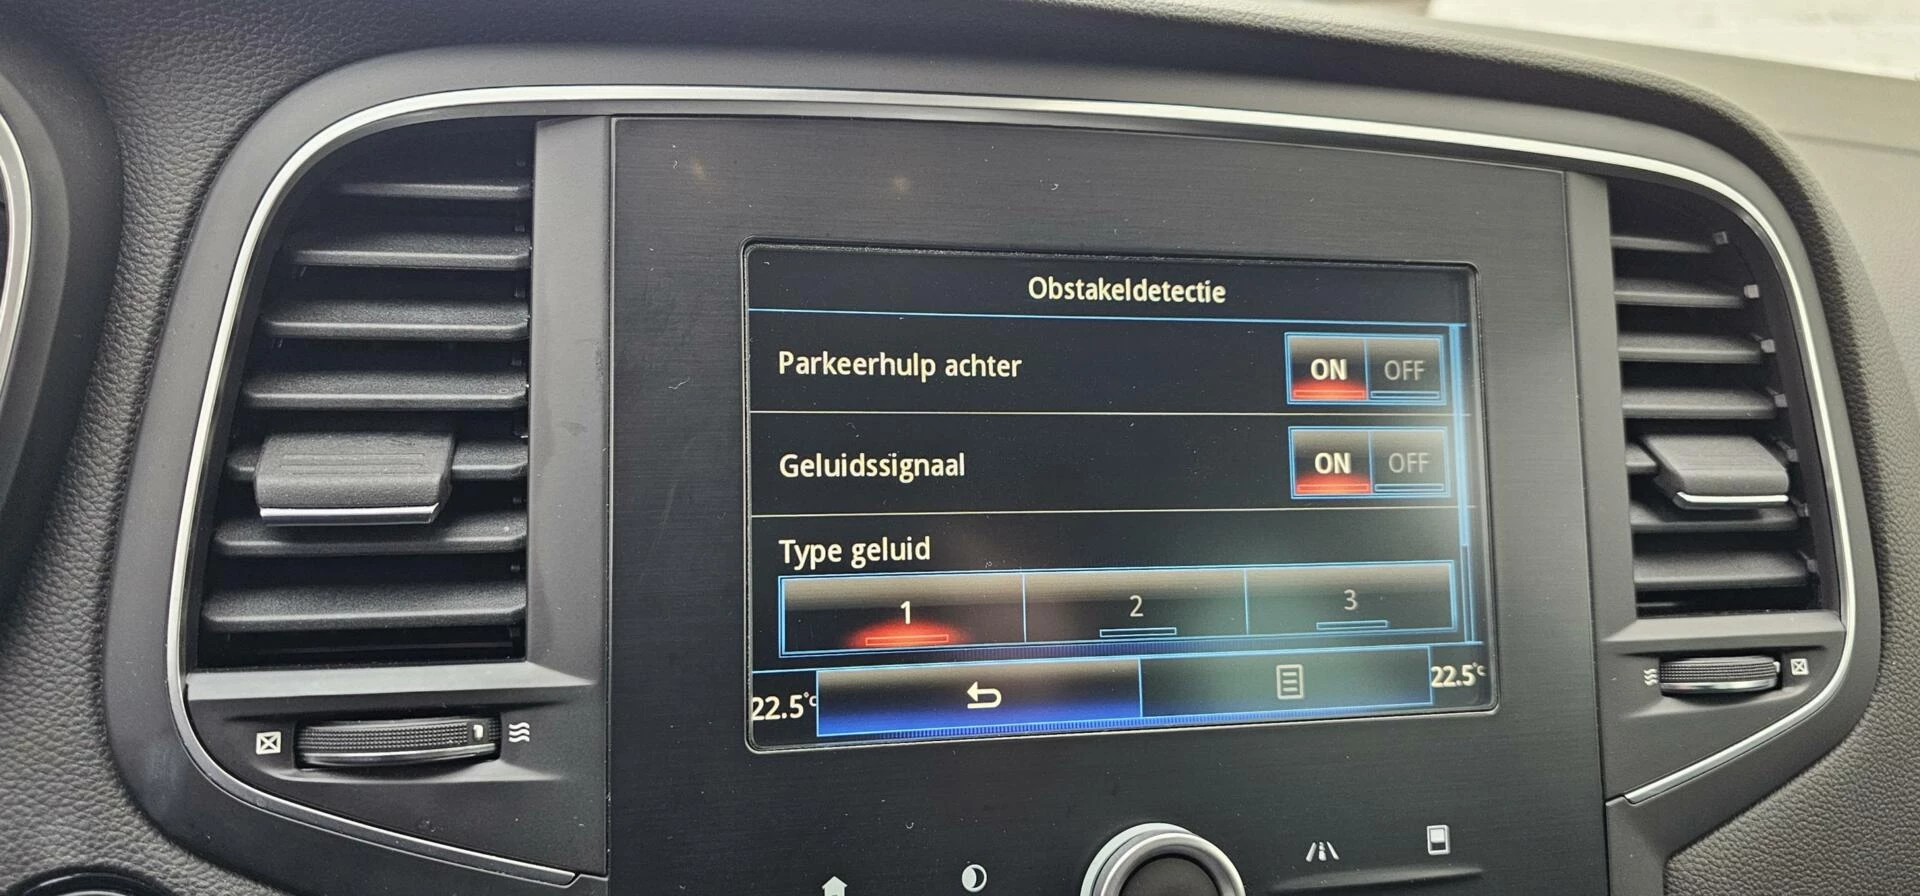 Obstakeldetectie
Parkeerhulp achter ON OFF
Geluidssignaal ON OFF
Type geluid
1 2 3
22.5°C 22.5°C